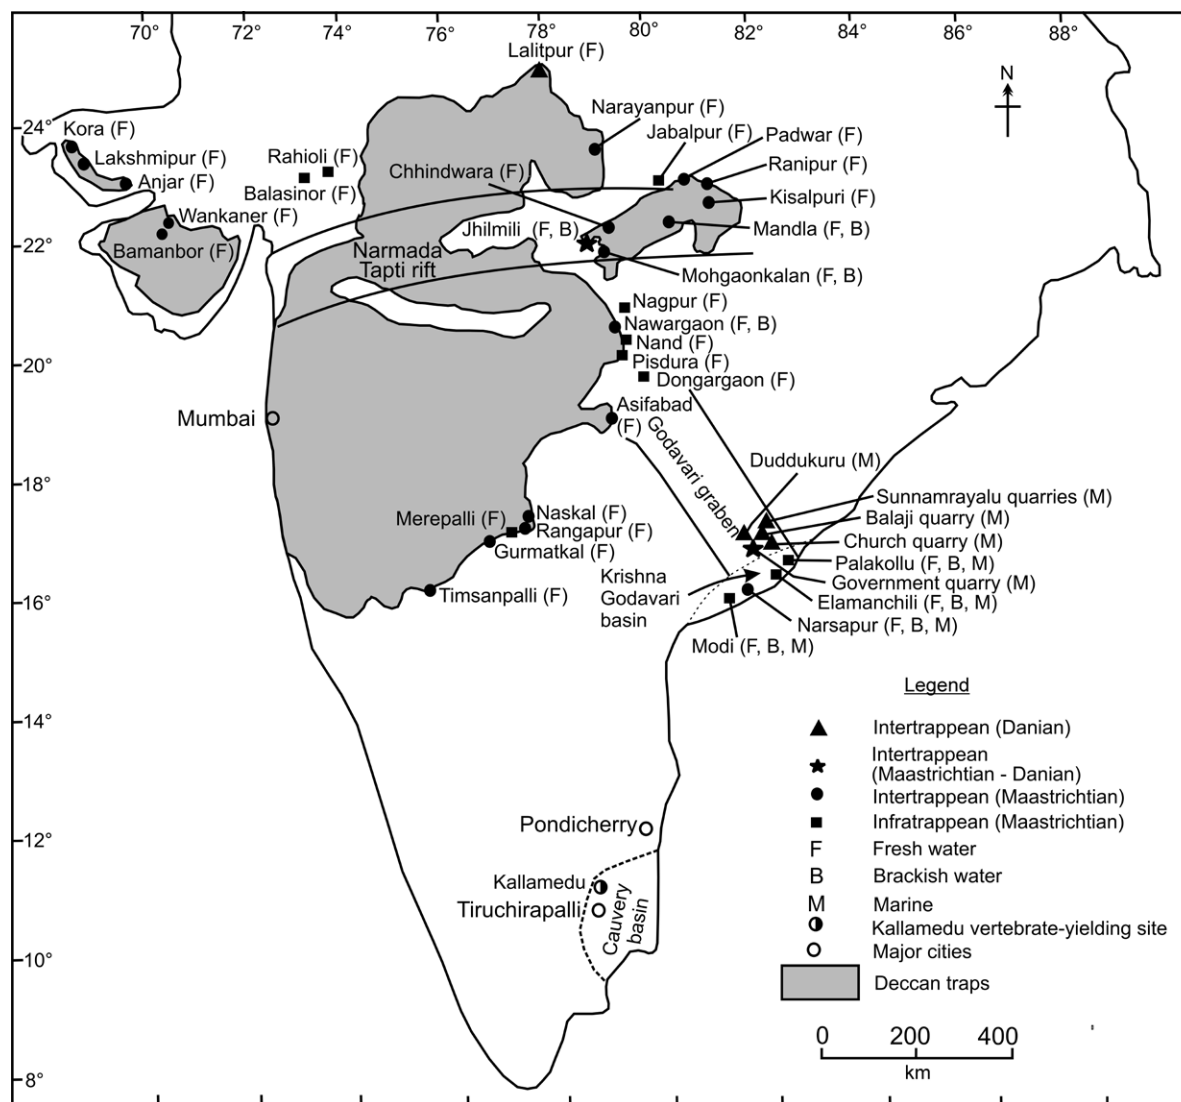 70° 72° 74° 76° 78° 80° 82° 84° 86° 88°
Lalitpur (F)
N
24°
Kora (F)
Lakshmipur (F)
Anjar (F)
Rahioli (F)
Balasinor (F)
Narayanpur (F)
Jabalpur (F)
Padwar (F)
Chhindwara (F)
Ranipur (F)
Kisalpuri (F)
Wankaner (F)
Bamanbor (F)
22°
Jhilmili (F, B)
Mandla (F, B)
Narmada
Tapti rift
Mohgaonkalan (F, B)
Nagpur (F)
Nawargaon (F, B)
Nand (F)
Pisdura (F)
20°
Dongargaon (F)
Mumbai
Asifabad
(F)
Godavari graben
Duddukuru (M)
18°
Sunnamrayalu quarries (M)
Merepalli (F)
Naskal (F)
Rangapur (F)
Gurmatkal (F)
Balaji quarry (M)
Church quarry (M)
Palakollu (F, B, M)
Government quarry (M)
Krishna
Godavari
basin
16°
Timsanpalli (F)
Elamanchili (F, B, M)
Narsapur (F, B, M)
Modi (F, B, M)
14°
12°
Pondicherry
Kallamedu
Tiruchirapalli
Cauvery
basin
10°
8°
Legend
Intertrappean (Danian)
Intertrappean
(Maastrichtian - Danian)
Intertrappean (Maastrichtian)
Infratrappean (Maastrichtian)
F Fresh water
B Brackish water
M Marine
Kallamedu vertebrate-yielding site
Major cities
Deccan traps
0 200 400
km